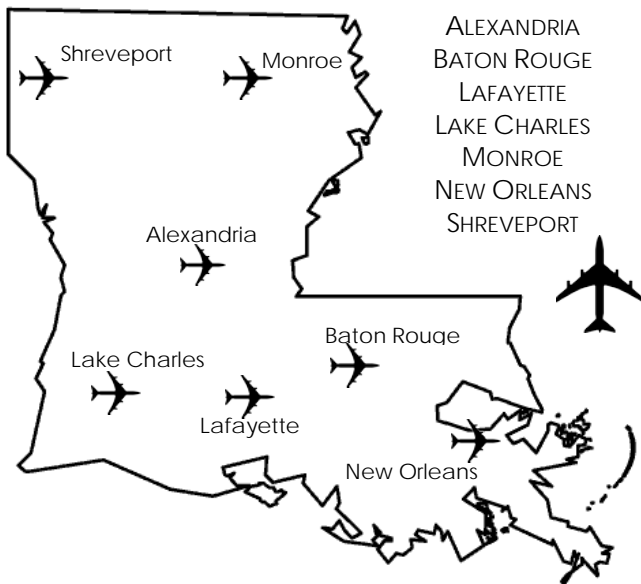 Shreveport
Monroe
Alexandria
Baton Rouge
Lake Charles
Lafayette
New Orleans
ALEXANDRIA
BATON ROUGE
LAFAYETTE
LAKE CHARLES
MONROE
NEW ORLEANS
SHREVEPORT